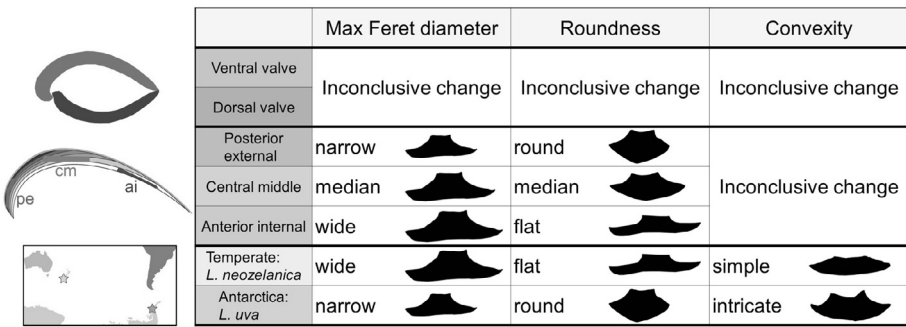 Max Feret diameter Roundness Convexity
Ventral valve
Inconclusive change Inconclusive change Inconclusive change
Dorsal valve
Posterior
external
narrow round
cm
ai
pe
Central middle median median Inconclusive change
Anterior internal wide flat
Temperate:
L. neozelanica
wide flat simple
Antarctica:
L. uva
narrow round intricate